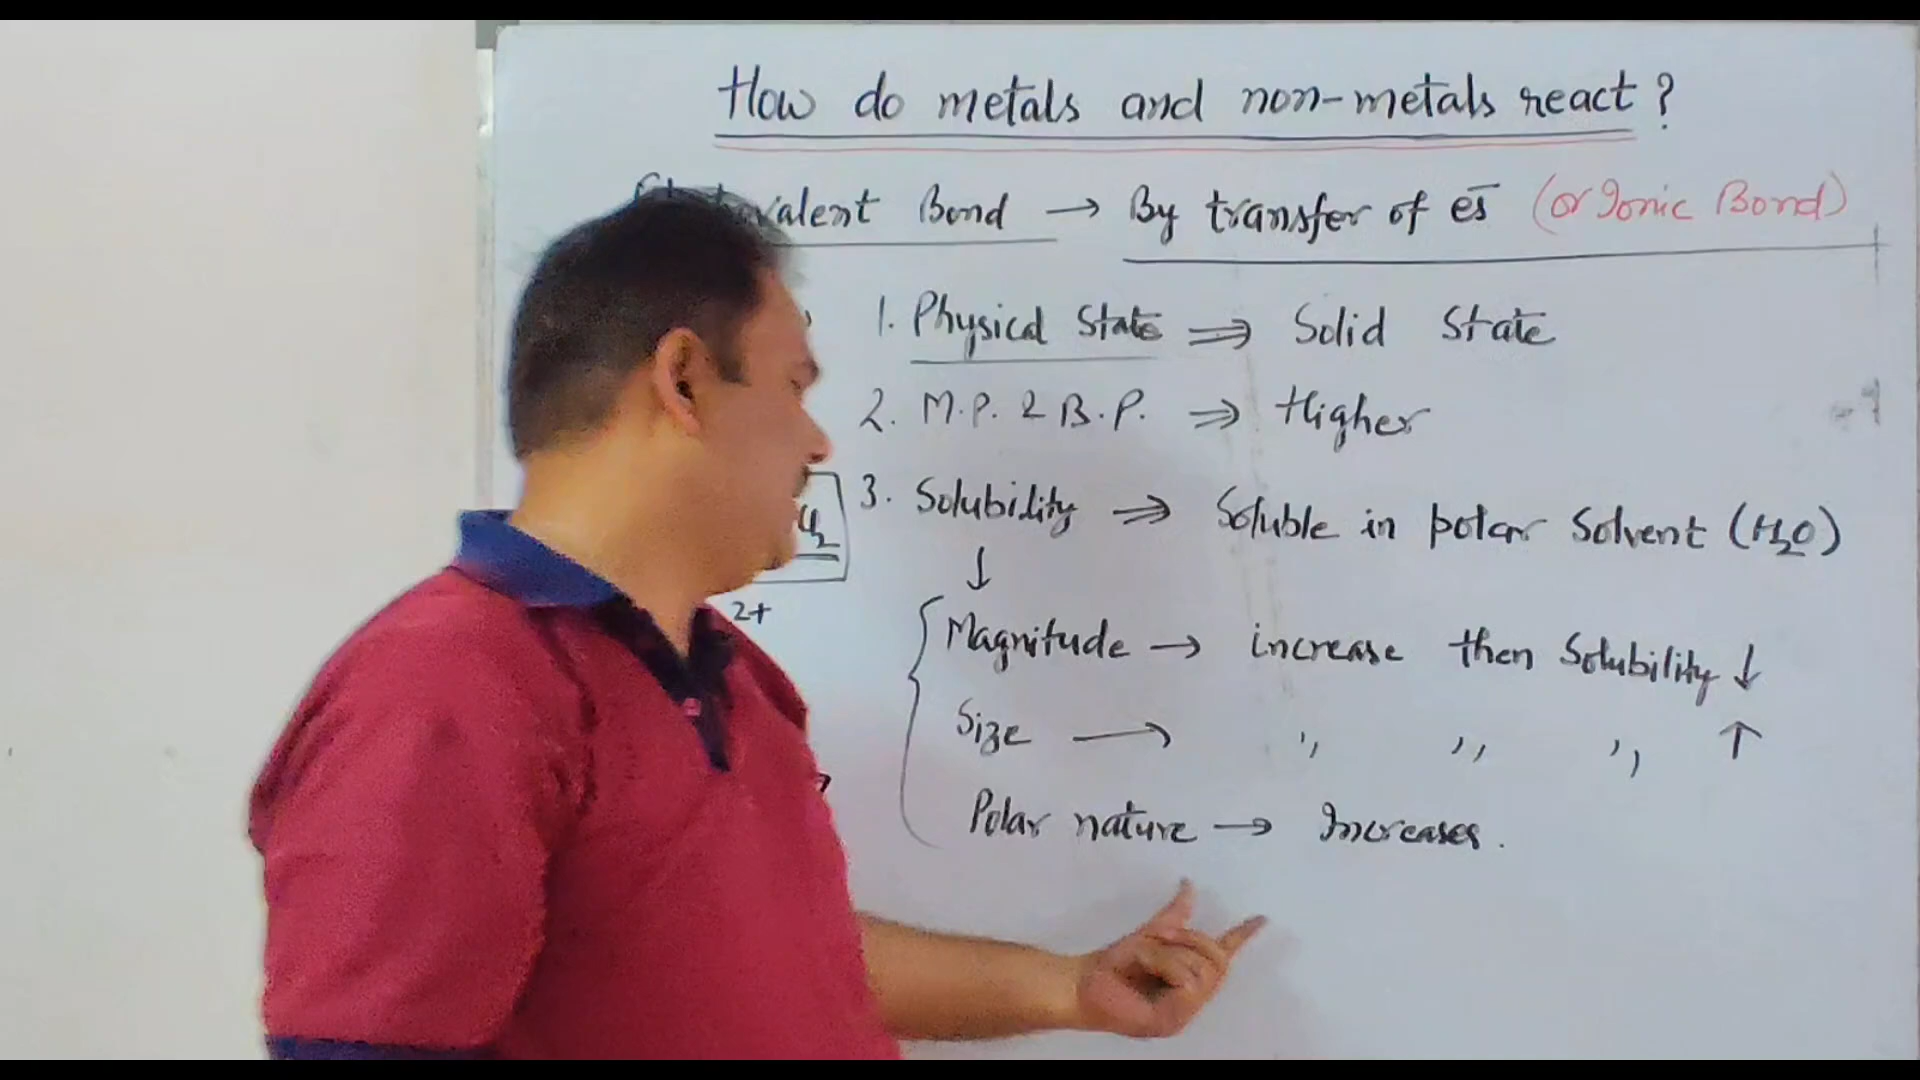 How do metals and non-metals react?
valent Bond → By transfer of es̄ (or Ionic Bond)
1. Physical State ⇒ Solid State
2. M.P. & B.P. ⇒ Higher
3. Solubility ⇒ Soluble in polar Solvent (H₂O)
↓
2+
Magnitude → increase then Solubility ↓
Size → ,, ,, ,, ↑
Polar nature → Increases.